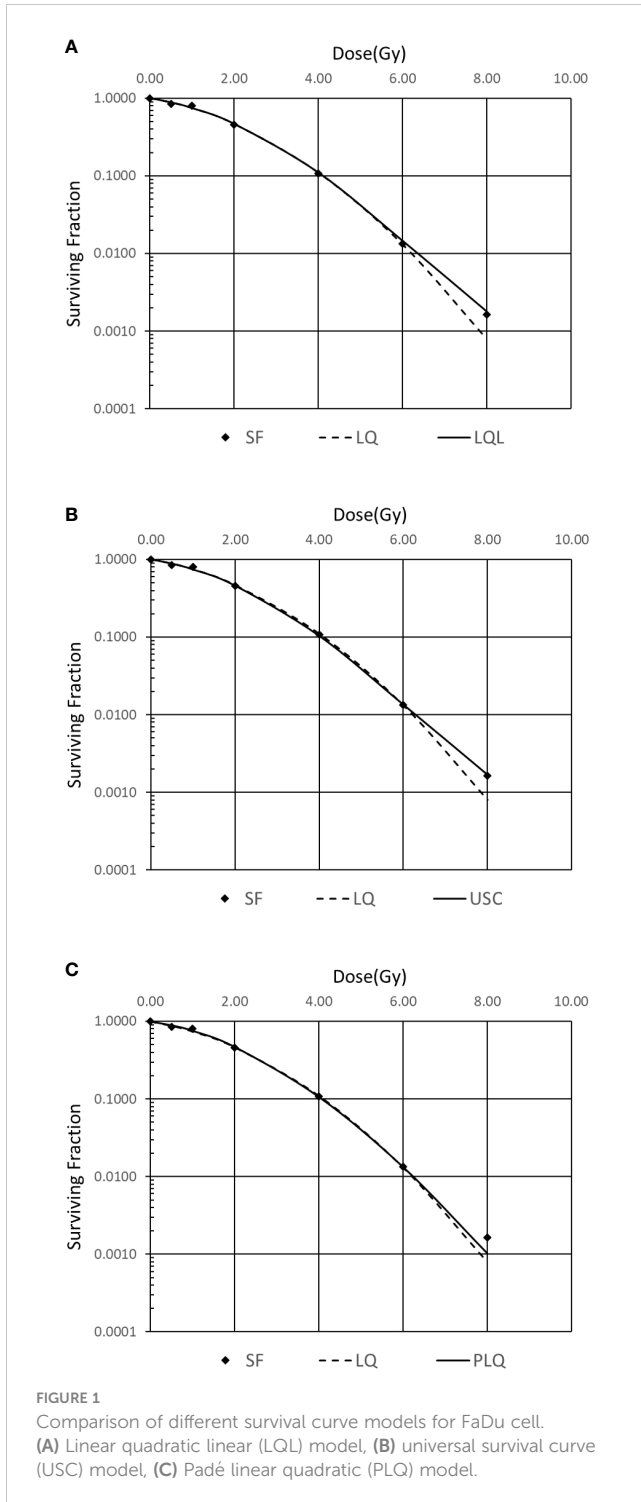 A
Dose(Gy)
0.00 2.00 4.00 6.00 8.00 10.00
1.0000
0.1000
0.0100
0.0010
0.0001
Surviving Fraction
SF LQ LQL
B
Dose(Gy)
0.00 2.00 4.00 6.00 8.00 10.00
1.0000
0.1000
0.0100
0.0010
0.0001
Surviving Fraction
SF LQ USC
C
Dose(Gy)
0.00 2.00 4.00 6.00 8.00 10.00
1.0000
0.1000
0.0100
0.0010
0.0001
Surviving Fraction
SF LQ PLQ
FIGURE 1
Comparison of different survival curve models for FaDu cell.
(A) Linear quadratic linear (LQL) model, (B) universal survival curve
(USC) model, (C) Padé linear quadratic (PLQ) model.